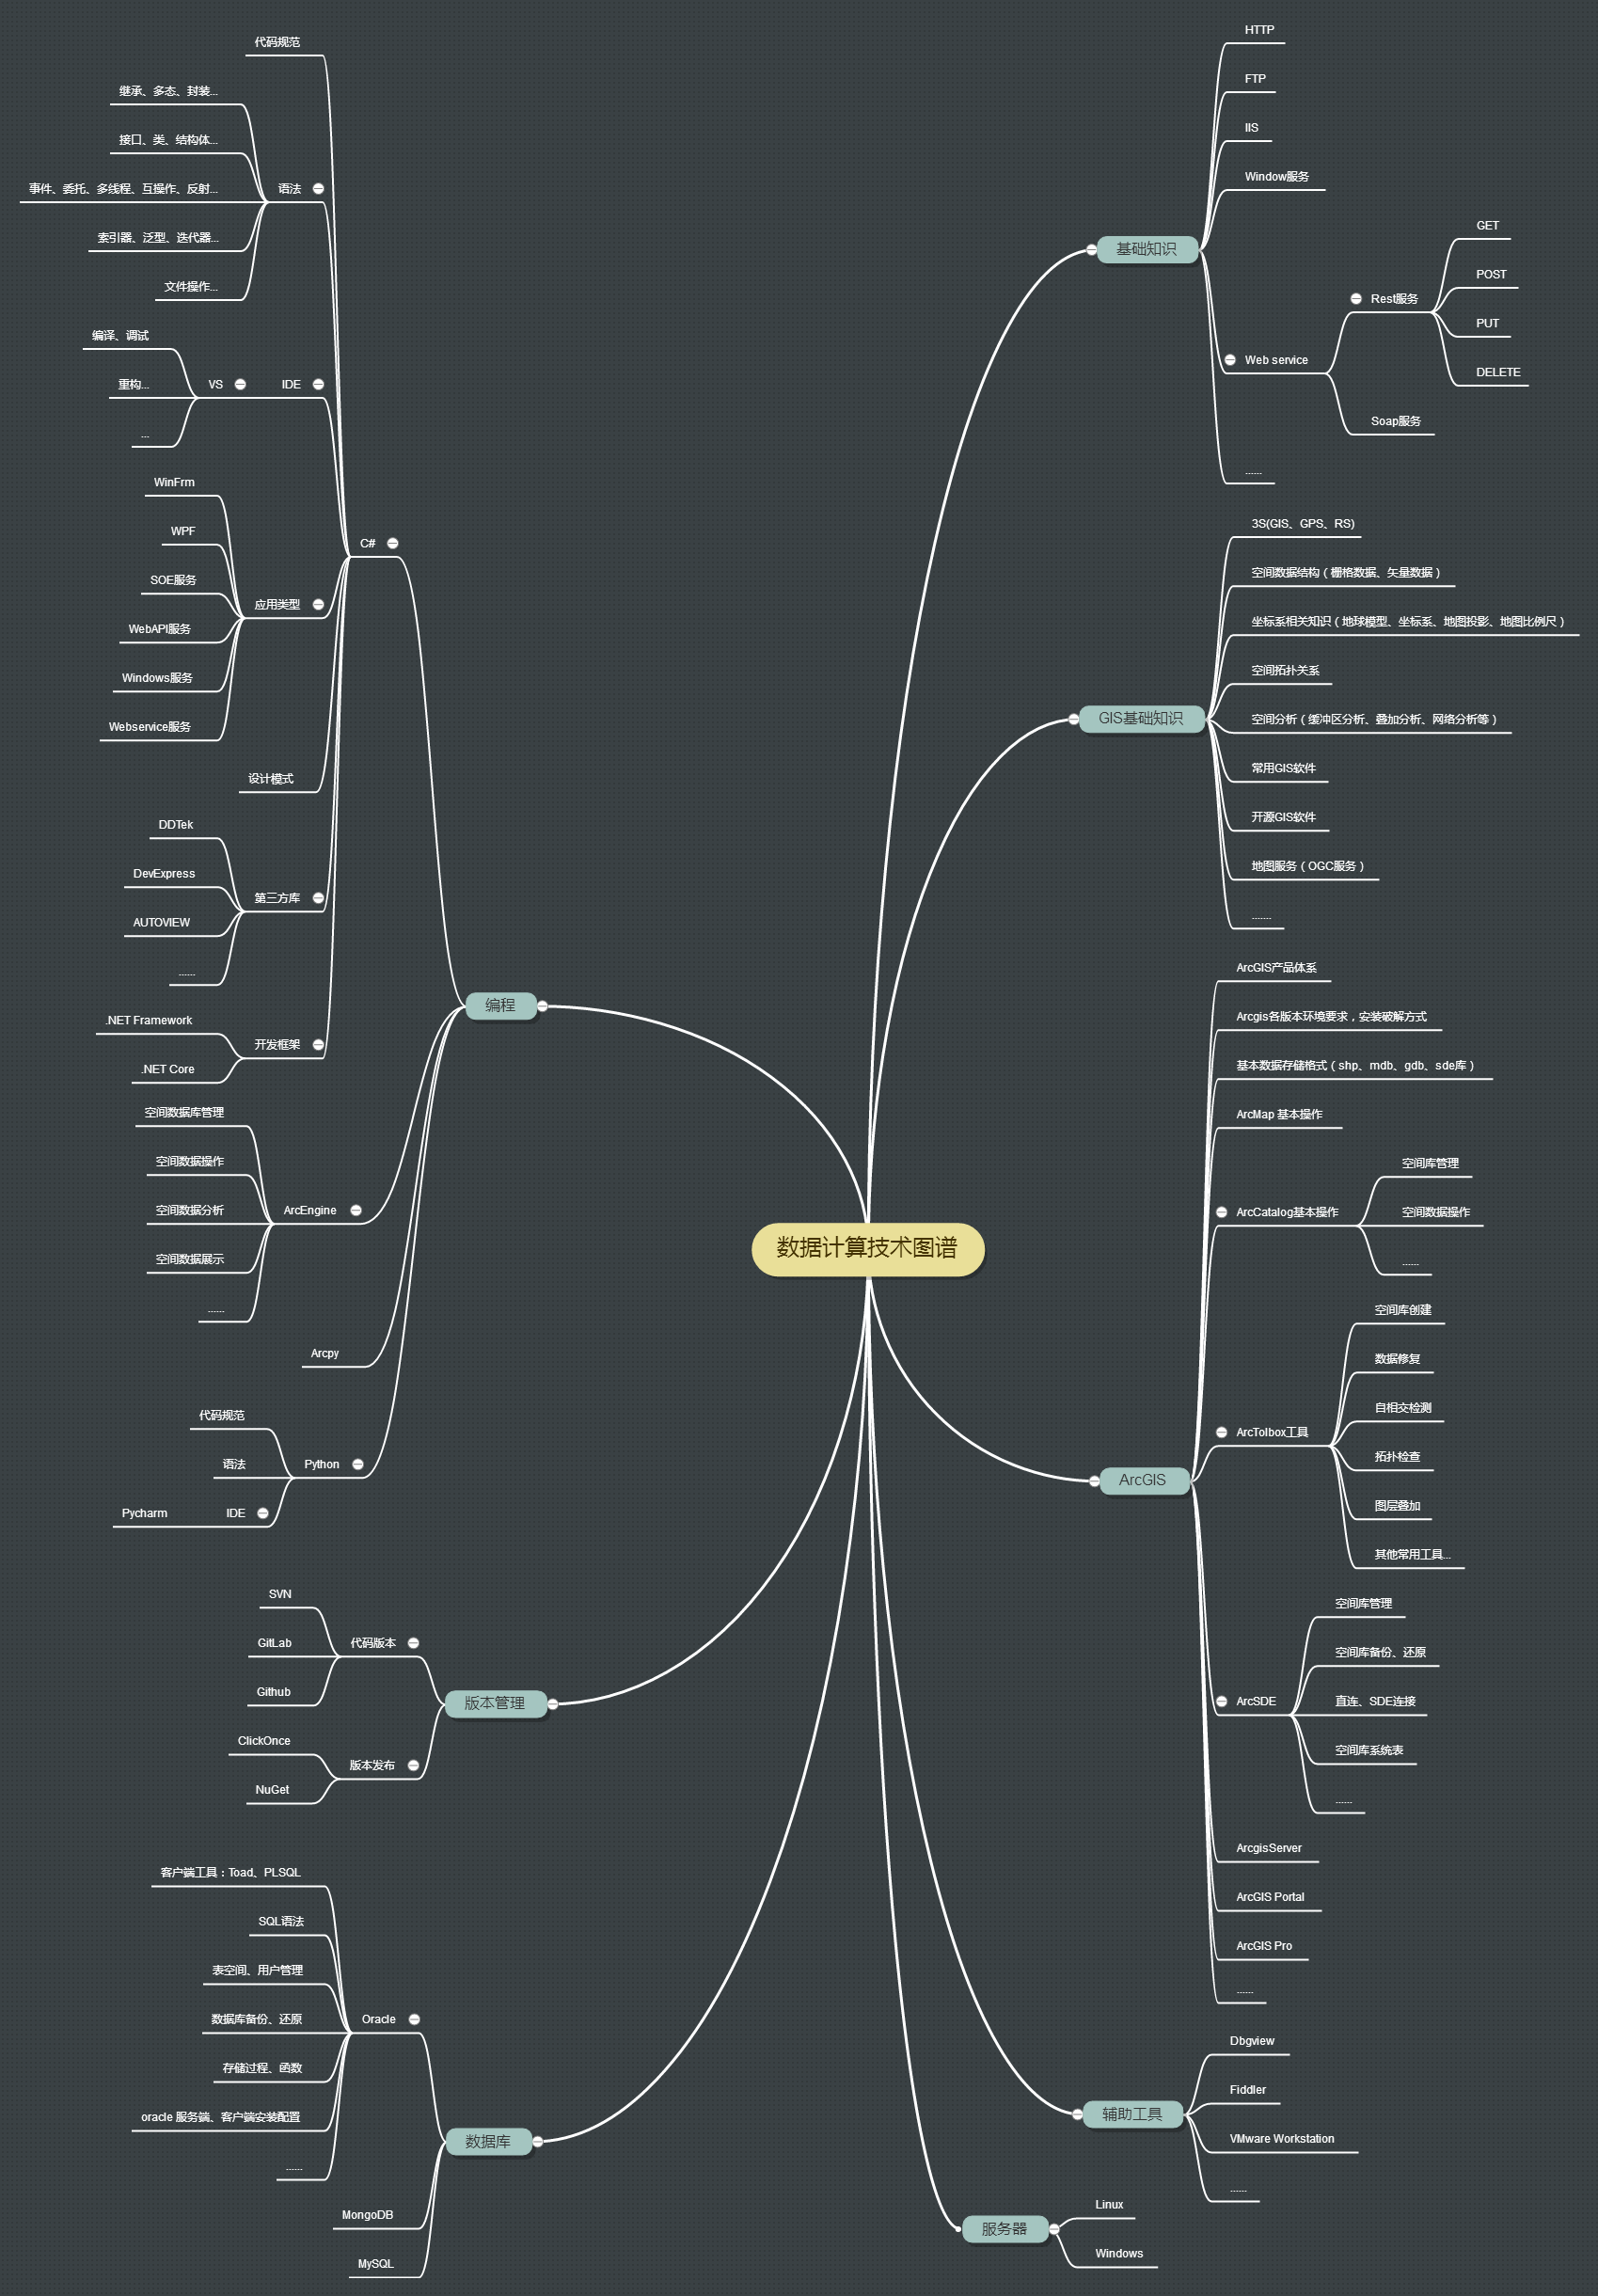 数据计算技术图谱
基础知识
HTTP
FTP
IIS
Window服务
Web service
Rest服务
GET
POST
PUT
DELETE
Soap服务
......
GIS基础知识
3S(GIS、GPS、RS)
空间数据结构（栅格数据、矢量数据）
坐标系相关知识（地球模型、坐标系、地图投影、地图比例尺）
空间拓扑关系
空间分析（缓冲区分析、叠加分析、网络分析等）
常用GIS软件
开源GIS软件
地图服务（OGC服务）
.......
ArcGIS
ArcGIS产品体系
Arcgis各版本环境要求，安装破解方式
基本数据存储格式（shp、mdb、gdb、sde库）
ArcMap 基本操作
ArcCatalog基本操作
空间库管理
空间数据操作
......
ArcTolbox工具
空间库创建
数据修复
自相交检测
拓扑检查
图层叠加
其他常用工具...
ArcSDE
空间库管理
空间库备份、还原
直连、SDE连接
空间库系统表
......
ArcgisServer
ArcGIS Portal
ArcGIS Pro
......
辅助工具
Dbgview
Fiddler
VMware Workstation
......
服务器
Linux
Windows
编程
C#
代码规范
语法
继承、多态、封装...
接口、类、结构体...
事件、委托、多线程、互操作、反射...
索引器、泛型、迭代器...
文件操作...
IDE
VS
编译、调试
重构...
...
应用类型
WinFrm
WPF
SOE服务
WebAPI服务
Windows服务
Webservice服务
设计模式
第三方库
DDTek
DevExpress
AUTOVIEW
......
开发框架
.NET Framework
.NET Core
ArcEngine
空间数据库管理
空间数据操作
空间数据分析
空间数据展示
......
Arcpy
Python
代码规范
语法
IDE
Pycharm
版本管理
代码版本
SVN
GitLab
Github
版本发布
ClickOnce
NuGet
数据库
Oracle
客户端工具：Toad、PLSQL
SQL语法
表空间、用户管理
数据库备份、还原
存储过程、函数
oracle 服务端、客户端安装配置
......
MongoDB
MySQL